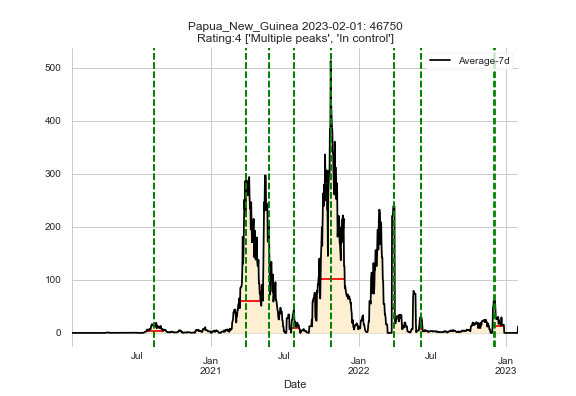 Papua_New_Guinea 2023-02-01: 46750
Rating:4 ['Multiple peaks', 'In control']
Average-7d
500
400
300
200
100
0
Jul
Jan
2021
Jul
Jan
2022
Jul
Jan
2023
Date